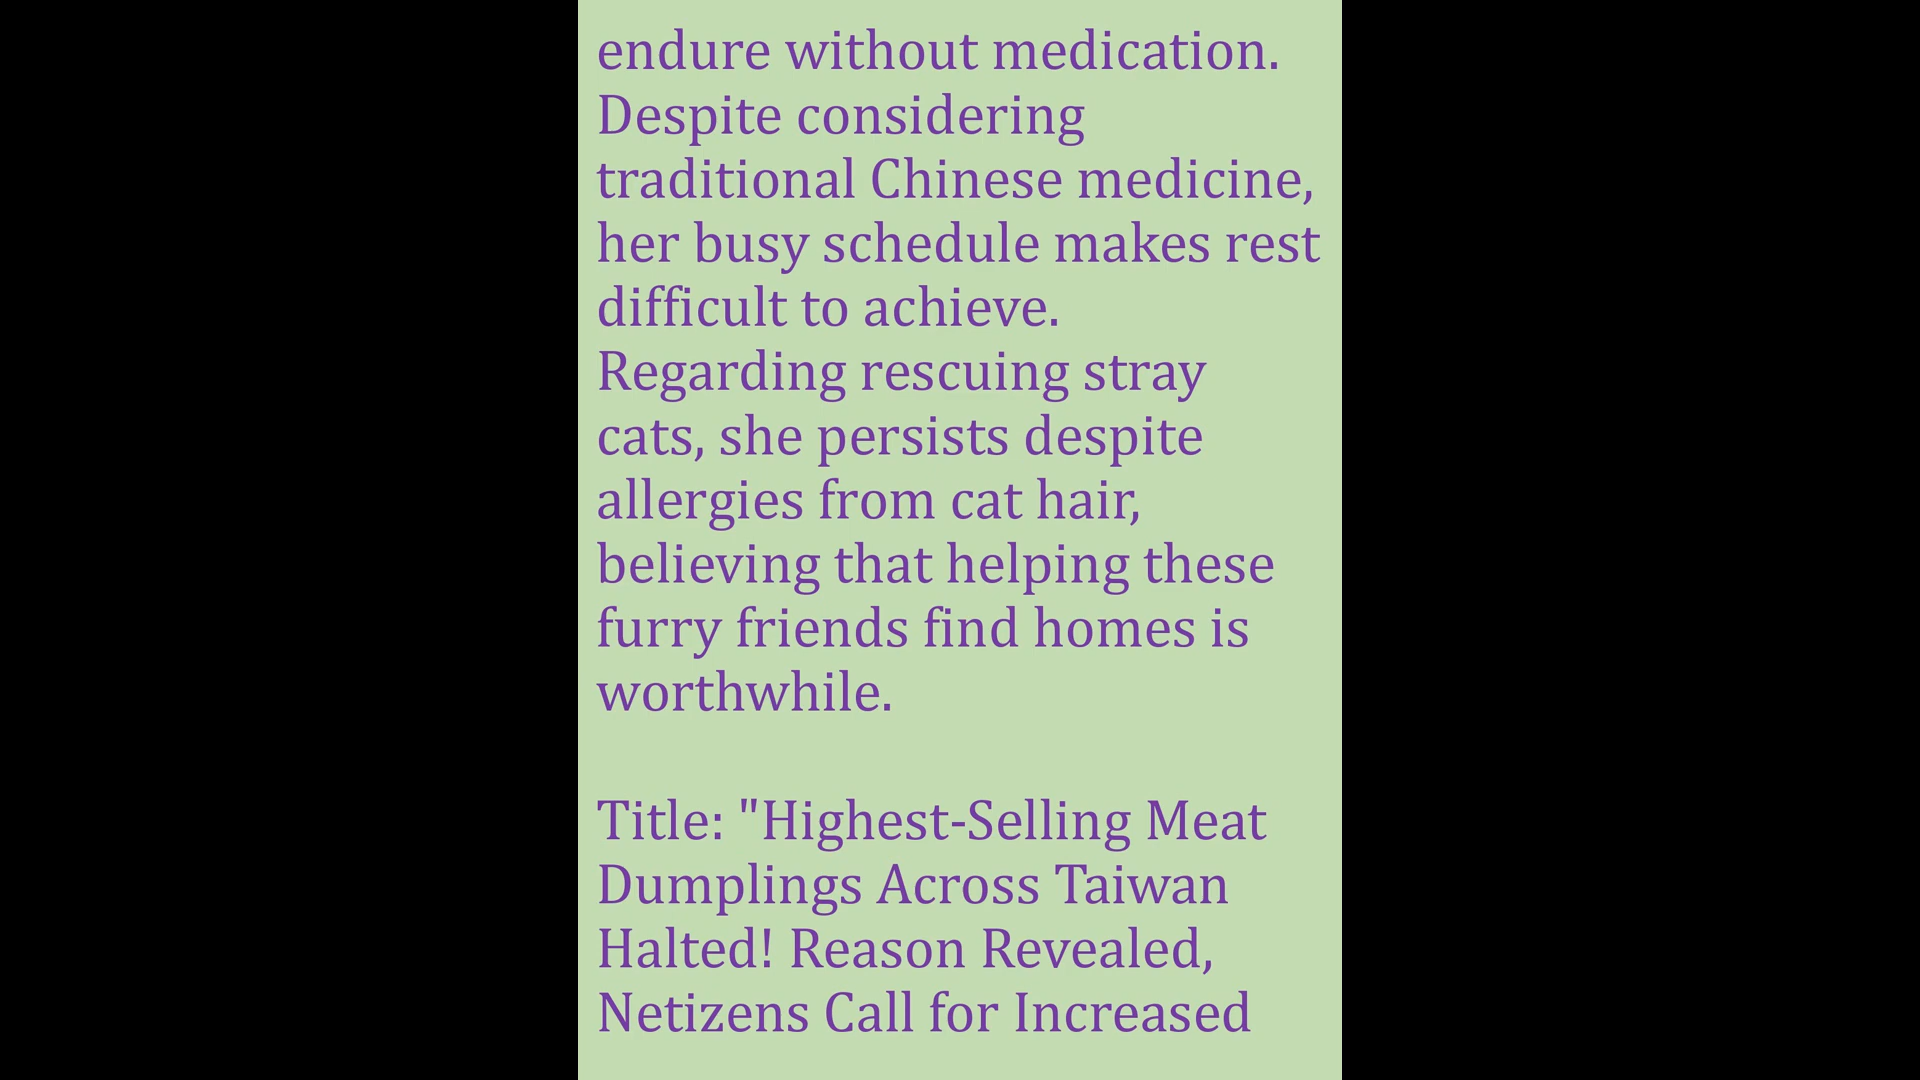 endure without medication.
Despite considering
traditional Chinese medicine,
her busy schedule makes rest
difficult to achieve.
Regarding rescuing stray
cats, she persists despite
allergies from cat hair,
believing that helping these
furry friends find homes is
worthwhile.
Title: "Highest-Selling Meat
Dumplings Across Taiwan
Halted! Reason Revealed,
Netizens Call for Increased